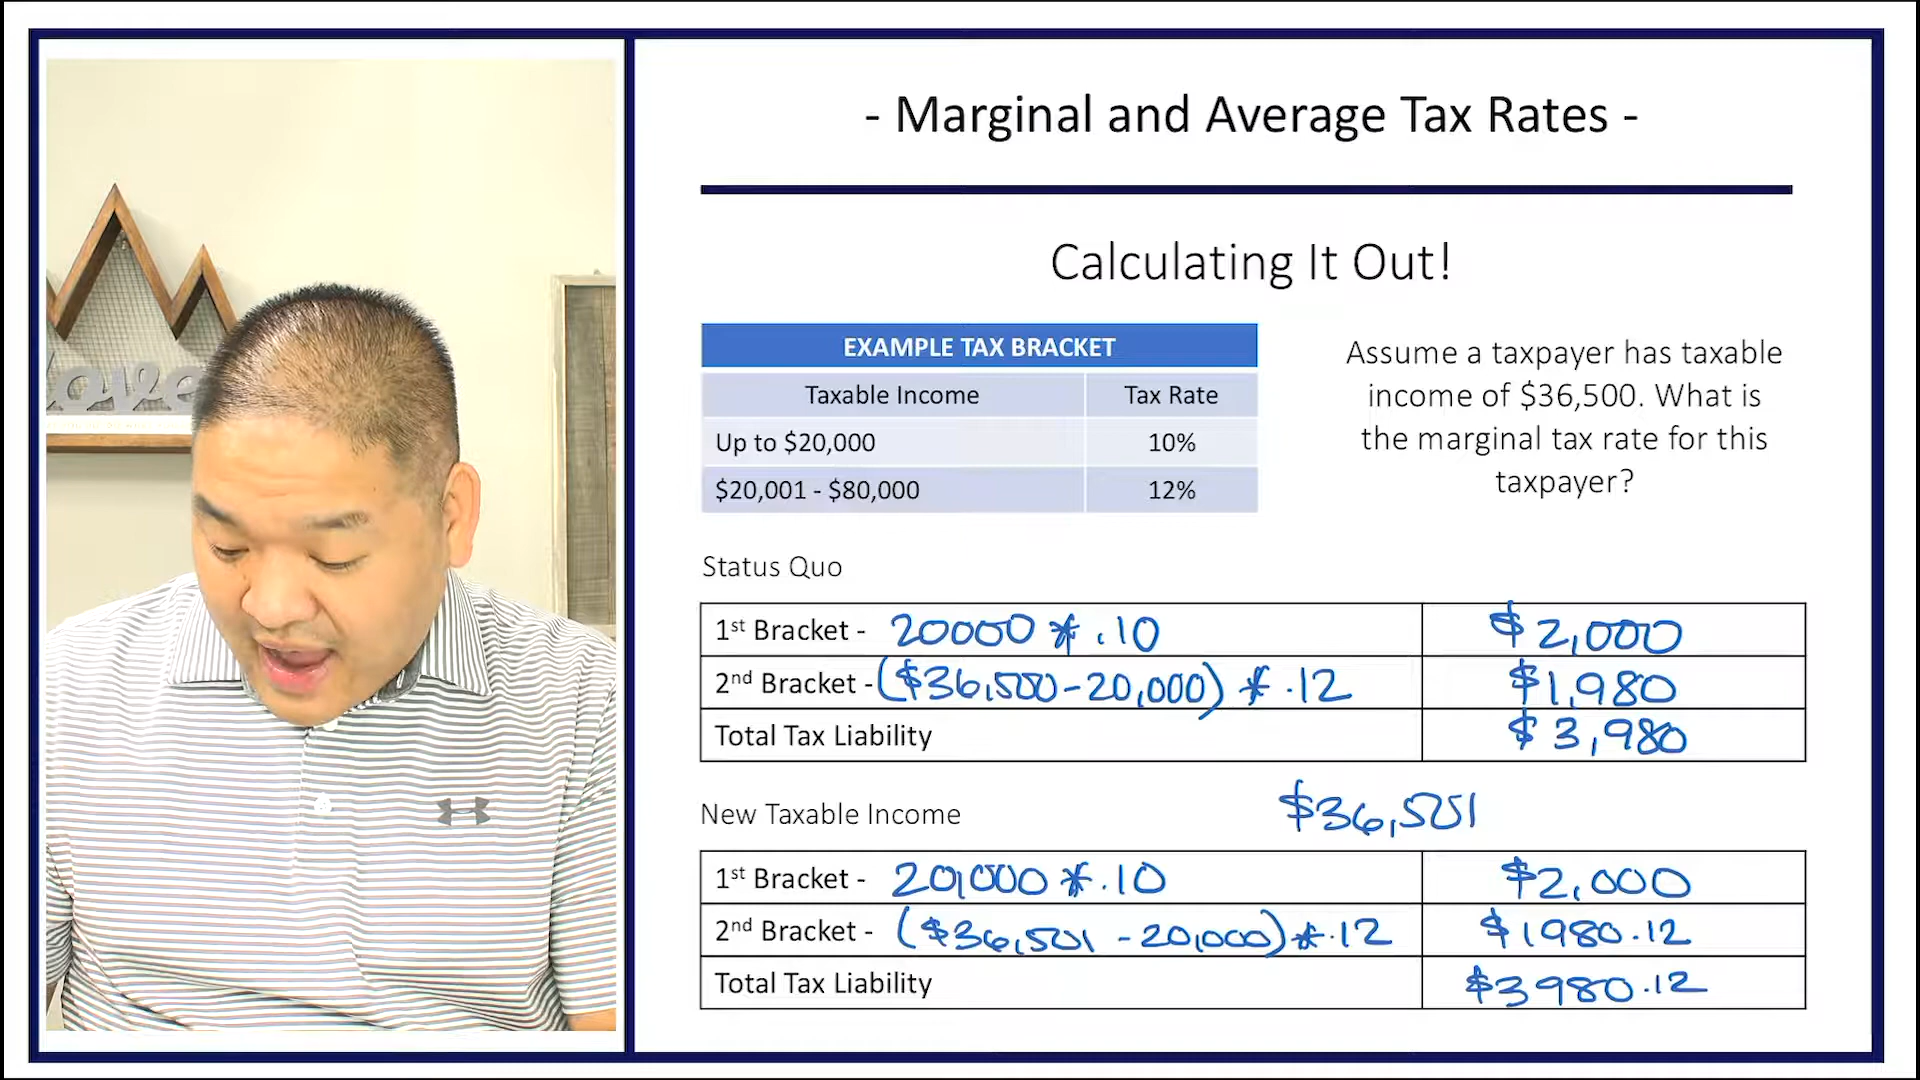 - Marginal and Average Tax Rates -
Calculating It Out!
EXAMPLE TAX BRACKET
Taxable Income Tax Rate
Up to $20,000 10%
$20,001 - $80,000 12%
Assume a taxpayer has taxable
income of $36,500. What is
the marginal tax rate for this
taxpayer?
Status Quo
1st Bracket - 20000 * .10 $2,000
2nd Bracket - ($36,500-20,000) * .12 $1,980
Total Tax Liability $3,980
New Taxable Income $36,501
1st Bracket - 20,000 * .10 $2,000
2nd Bracket - ($36,501 - 20,000) * .12 $1980.12
Total Tax Liability $3980.12
love